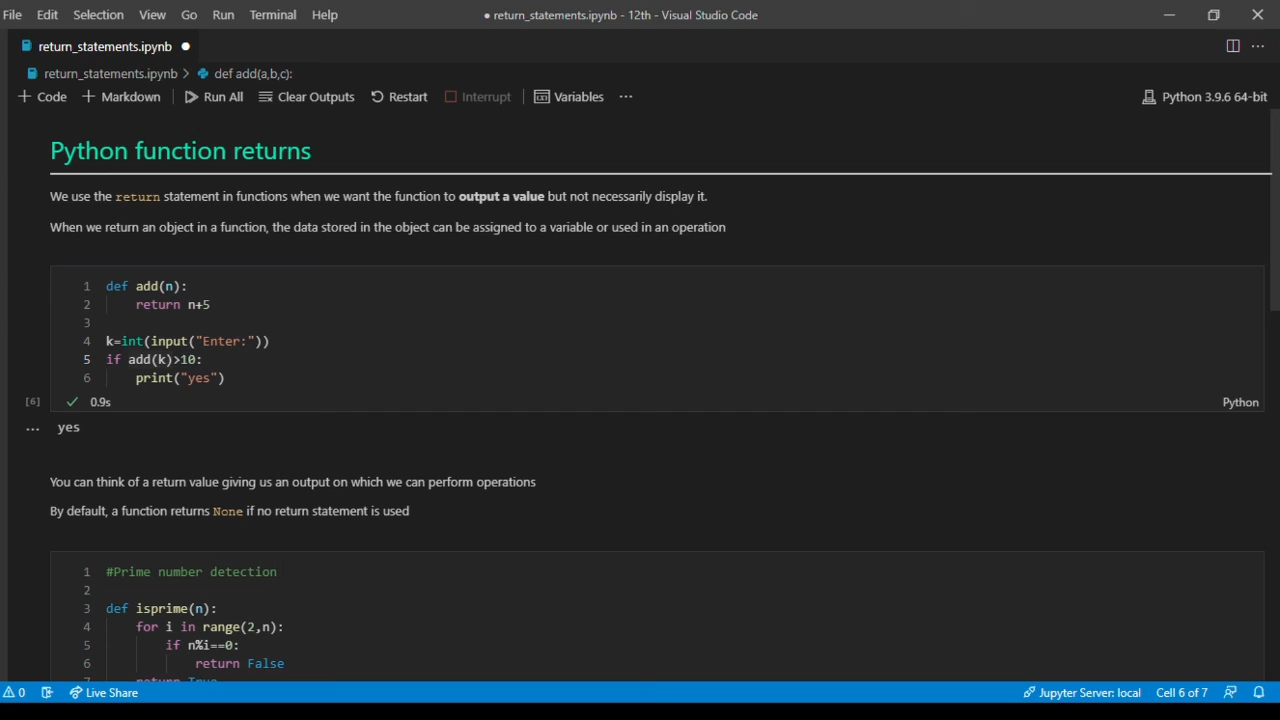 File Edit Selection View Go Run Terminal Help ● return_statements.ipynb - 12th - Visual Studio Code
return_statements.ipynb ●
return_statements.ipynb > def add(a,b,c):
+ Code + Markdown Run All Clear Outputs Restart Interrupt Variables ... Python 3.9.6 64-bit
Python function returns
We use the return statement in functions when we want the function to output a value but not necessarily display it.
When we return an object in a function, the data stored in the object can be assigned to a variable or used in an operation
1 def add(n):
2 return n+5
3
4 k=int(input("Enter:"))
5 if add(k)>10:
6 print("yes")
[6] ✓ 0.9s Python
... yes
You can think of a return value giving us an output on which we can perform operations
By default, a function returns None if no return statement is used
1 #Prime number detection
2
3 def isprime(n):
4 for i in range(2,n):
5 if n%i==0:
6 return False
7 return True
0 Live Share Jupyter Server: local Cell 6 of 7